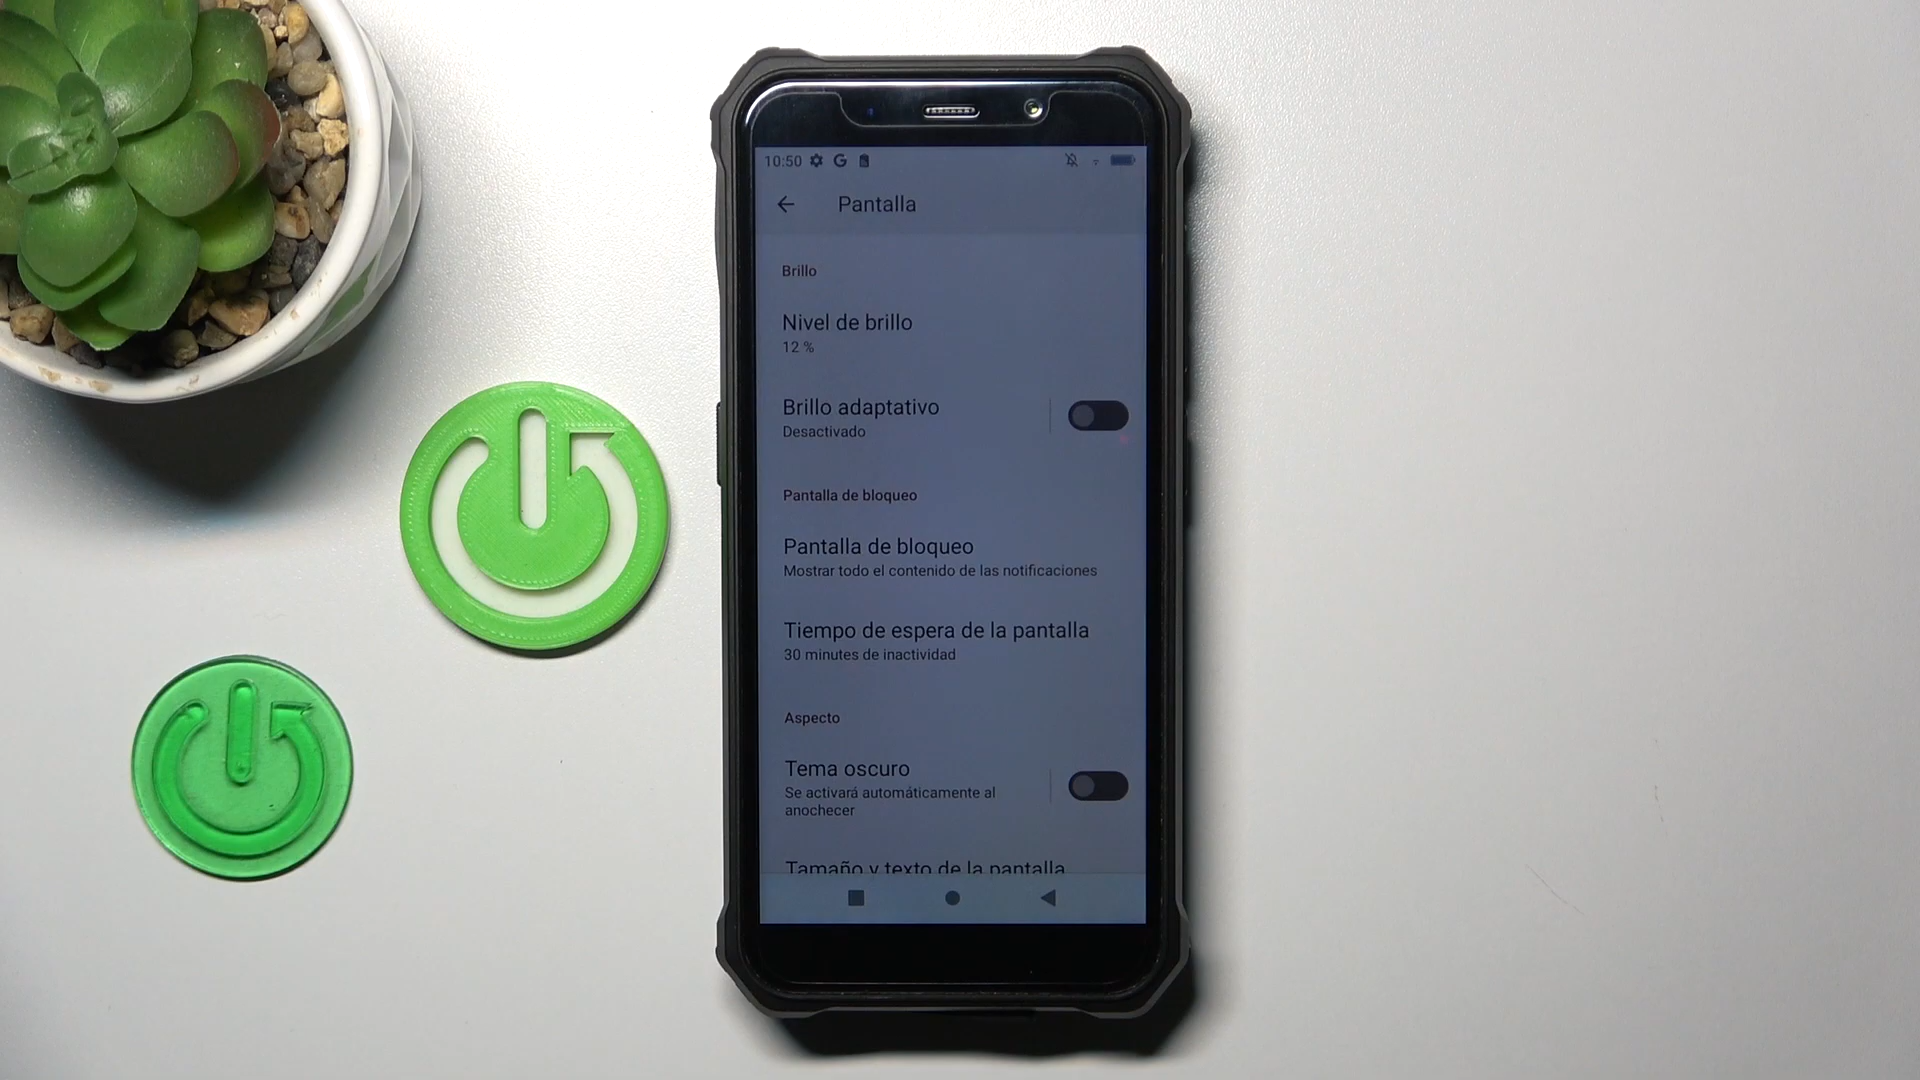 10:50
Pantalla
Brillo
Nivel de brillo
12 %
Brillo adaptativo
Desactivado
Pantalla de bloqueo
Pantalla de bloqueo
Mostrar todo el contenido de las notificaciones
Tiempo de espera de la pantalla
30 minutes de inactividad
Aspecto
Tema oscuro
Se activará automáticamente al
anochecer
Tamaño y texto de la pantalla